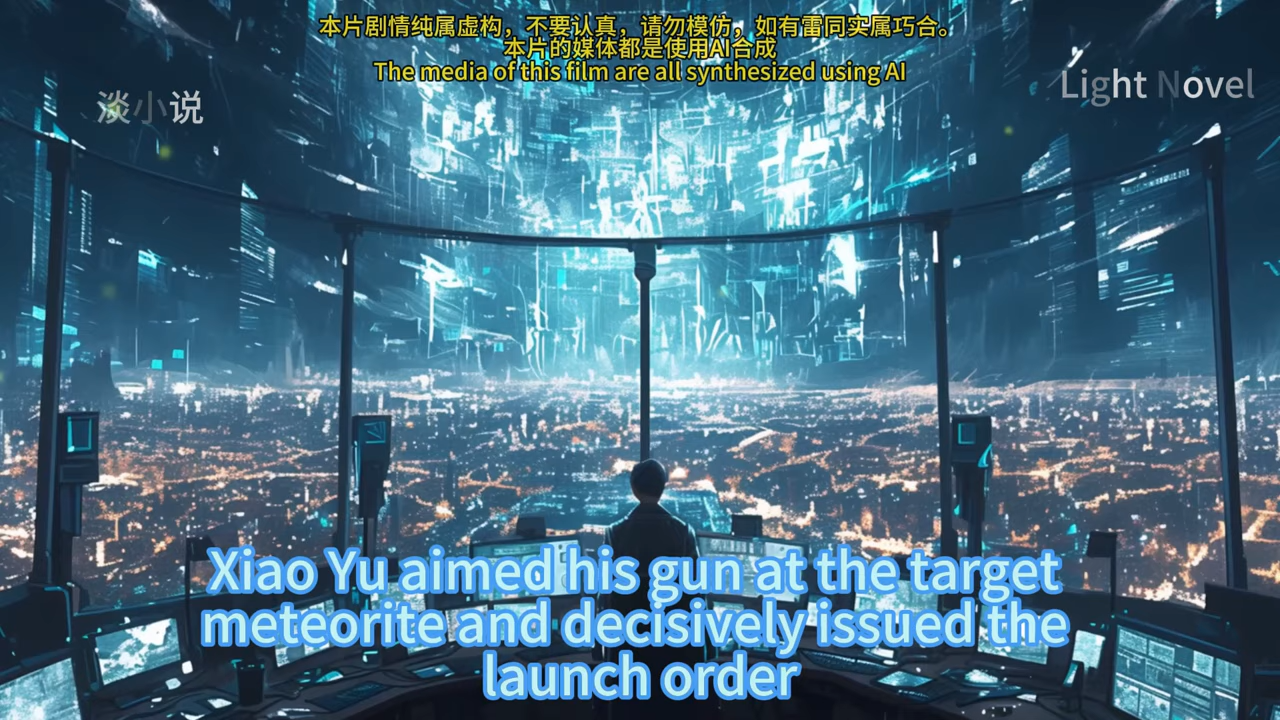 本片剧情纯属虚构，不要认真，请勿模仿，如有雷同实属巧合。
本片的媒体都是使用AI合成
The media of this film are all synthesized using AI
淡小说
Light Novel
Xiao Yu aimed his gun at the target
meteorite and decisively issued the
launch order